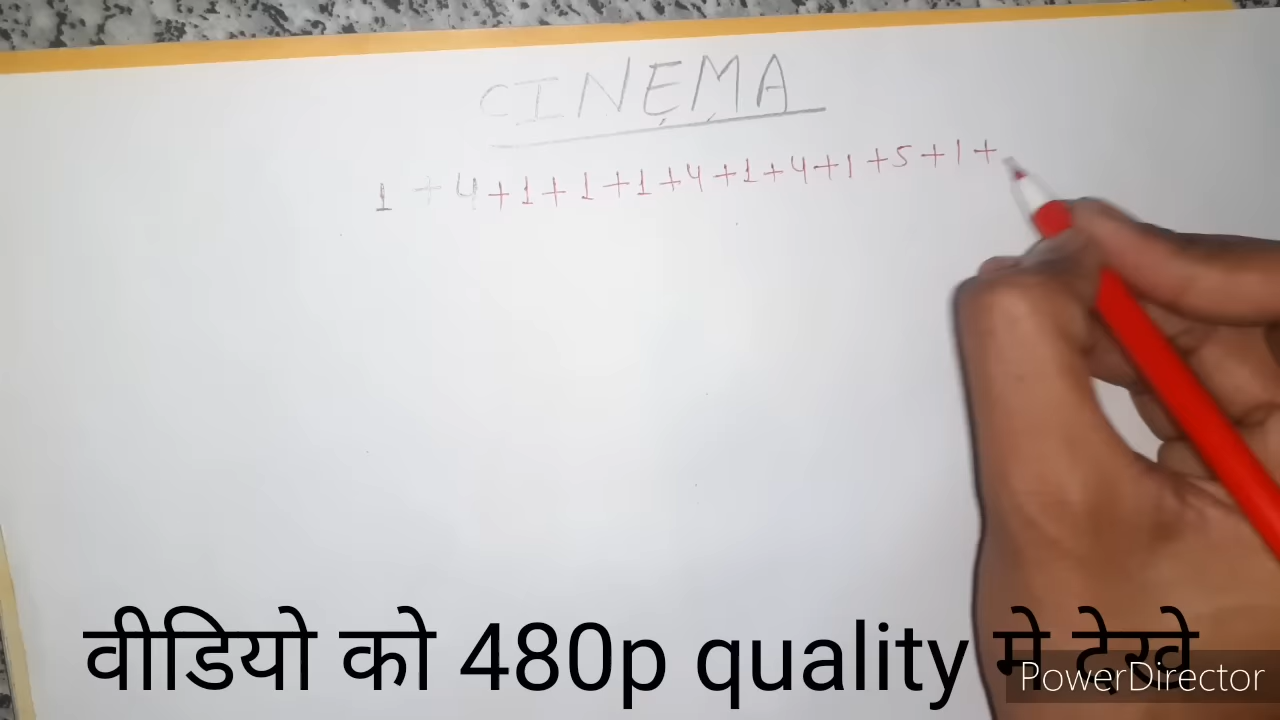 CINEMA
1 + 4 + 1 + 1 + 1 + 4 + 1 + 4 + 1 + 5 + 1 +
वीडियो को 480p quality मे देखे
PowerDirector